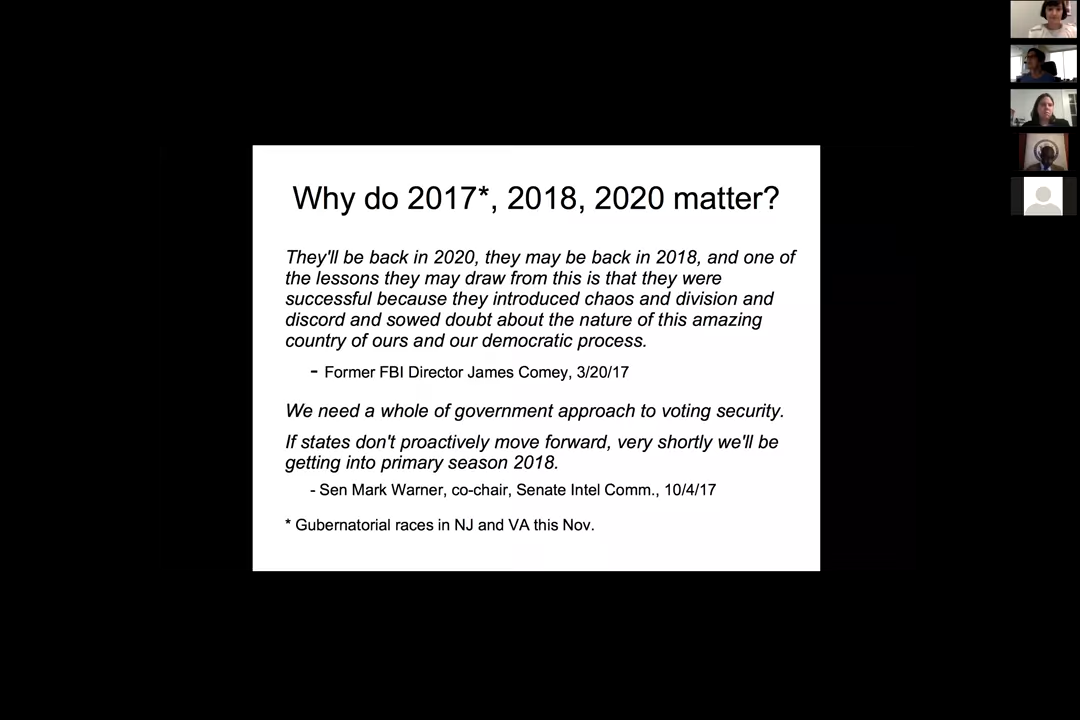 Why do 2017*, 2018, 2020 matter?
They'll be back in 2020, they may be back in 2018, and one of
the lessons they may draw from this is that they were
successful because they introduced chaos and division and
discord and sowed doubt about the nature of this amazing
country of ours and our democratic process.
- Former FBI Director James Comey, 3/20/17
We need a whole of government approach to voting security.
If states don't proactively move forward, very shortly we'll be
getting into primary season 2018.
- Sen Mark Warner, co-chair, Senate Intel Comm., 10/4/17
* Gubernatorial races in NJ and VA this Nov.